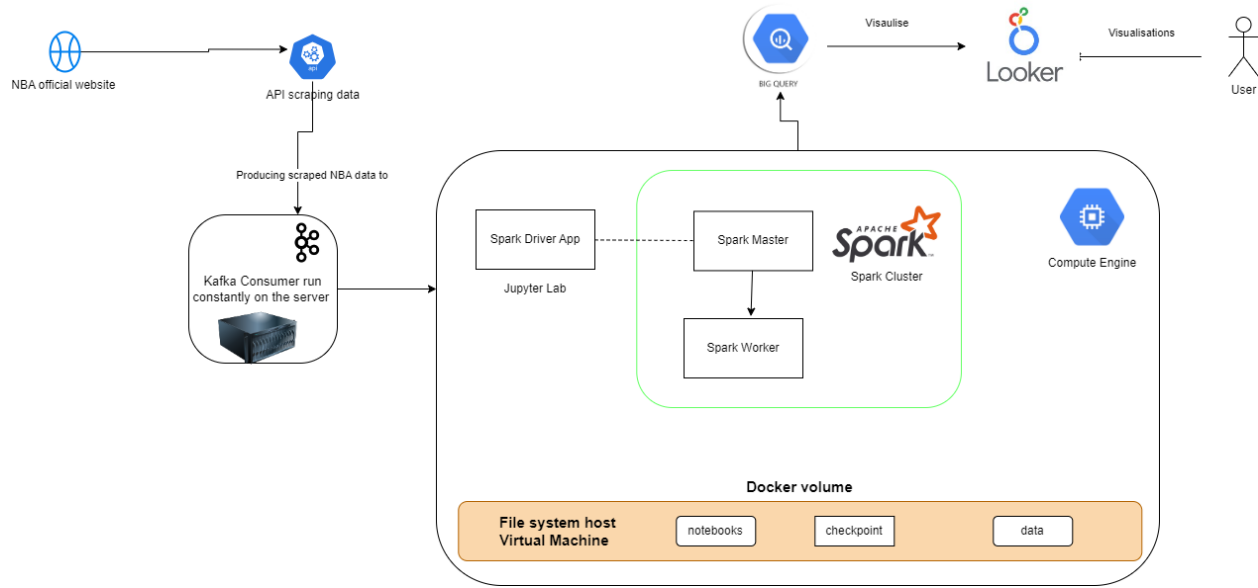 NBA official website
api
API scraping data
Producing scraped NBA data to
Kafka Consumer run
constantly on the server
BIG QUERY
Visaulise
Looker
Visualisations
User
Spark Driver App
Jupyter Lab
Spark Master
Spark Worker
APACHE
Spark
Spark Cluster
Compute Engine
Docker volume
File system host
Virtual Machine
notebooks
checkpoint
data